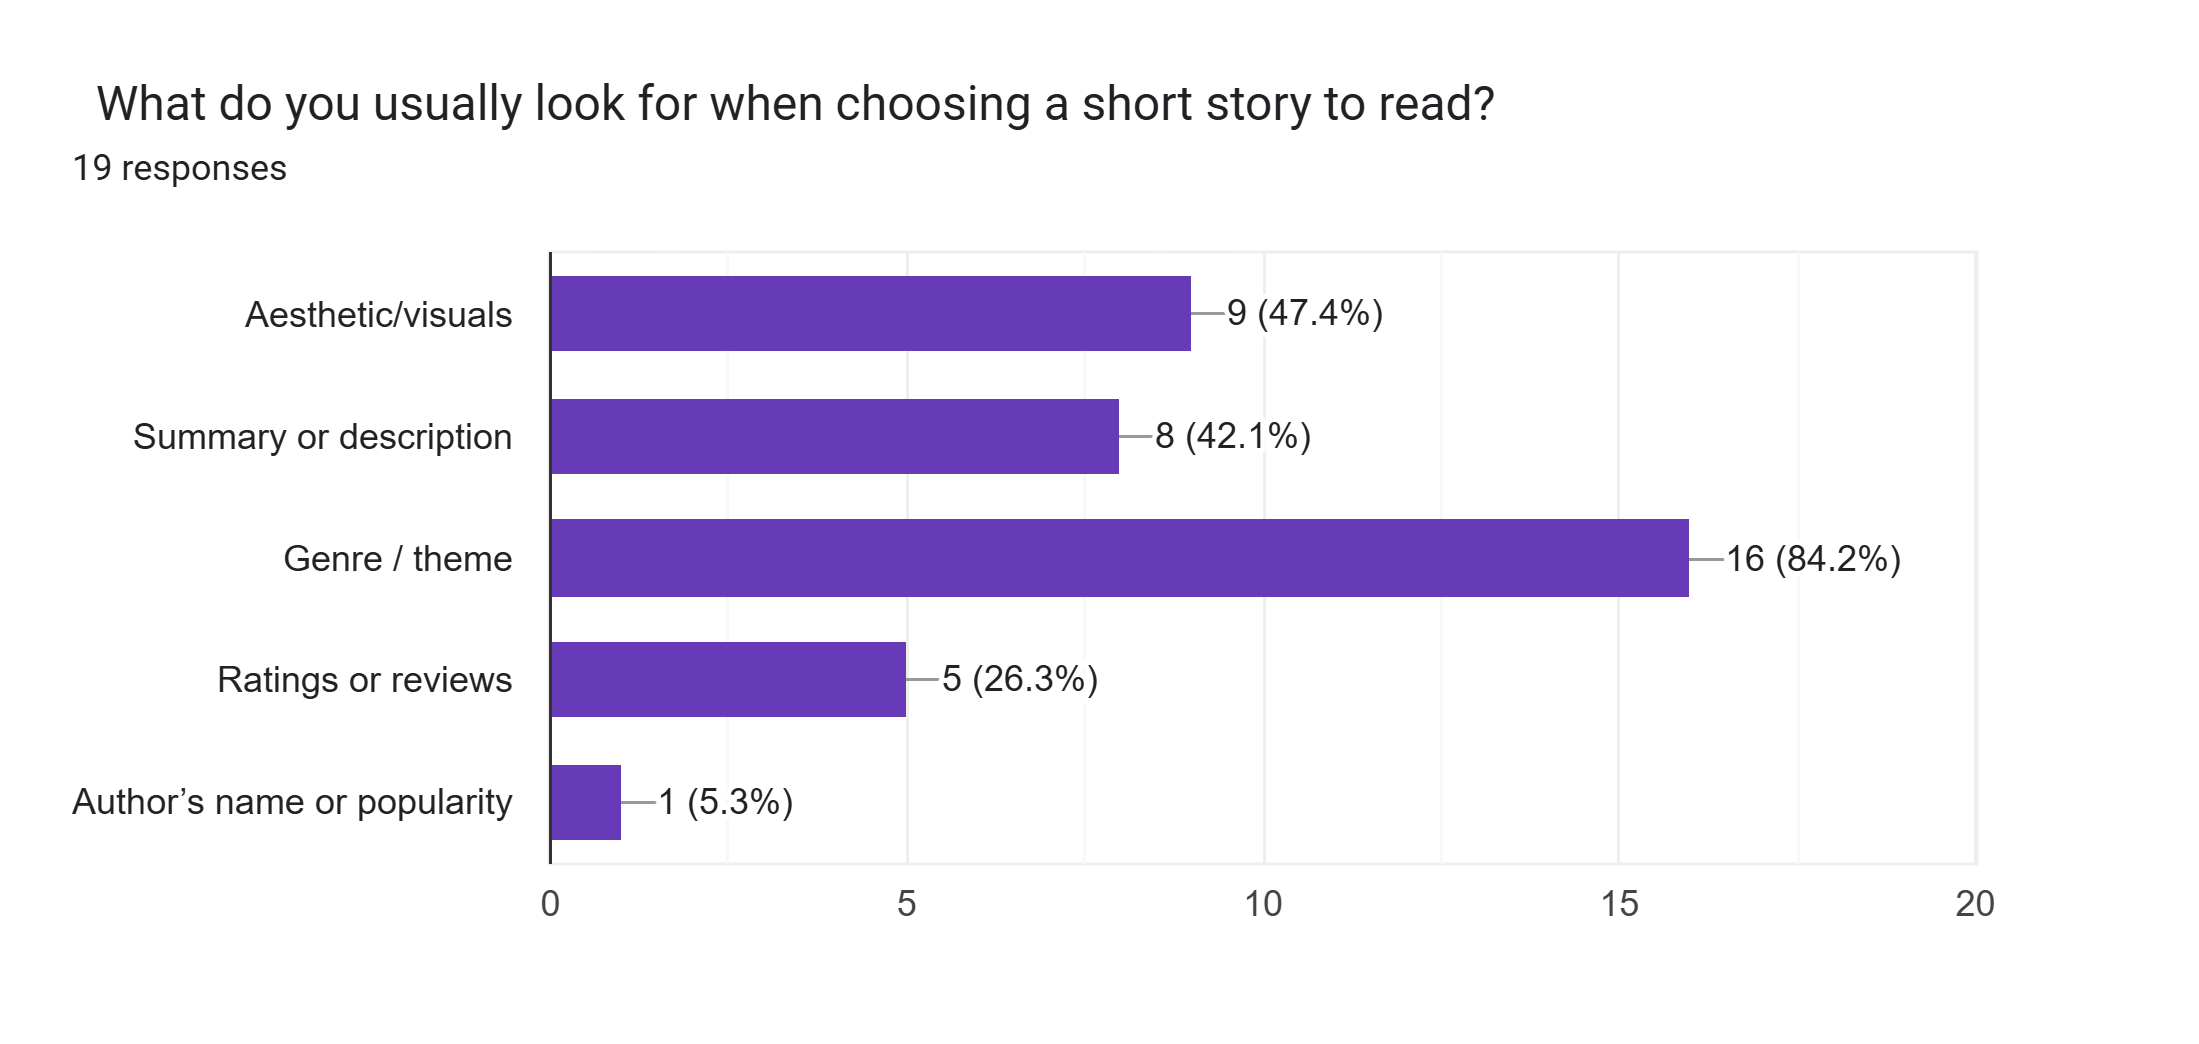 What do you usually look for when choosing a short story to read?
19 responses
Aesthetic/visuals
9 (47.4%)
Summary or description
8 (42.1%)
Genre / theme
16 (84.2%)
Ratings or reviews
5 (26.3%)
Author’s name or popularity
1 (5.3%)
0 5 10 15 20